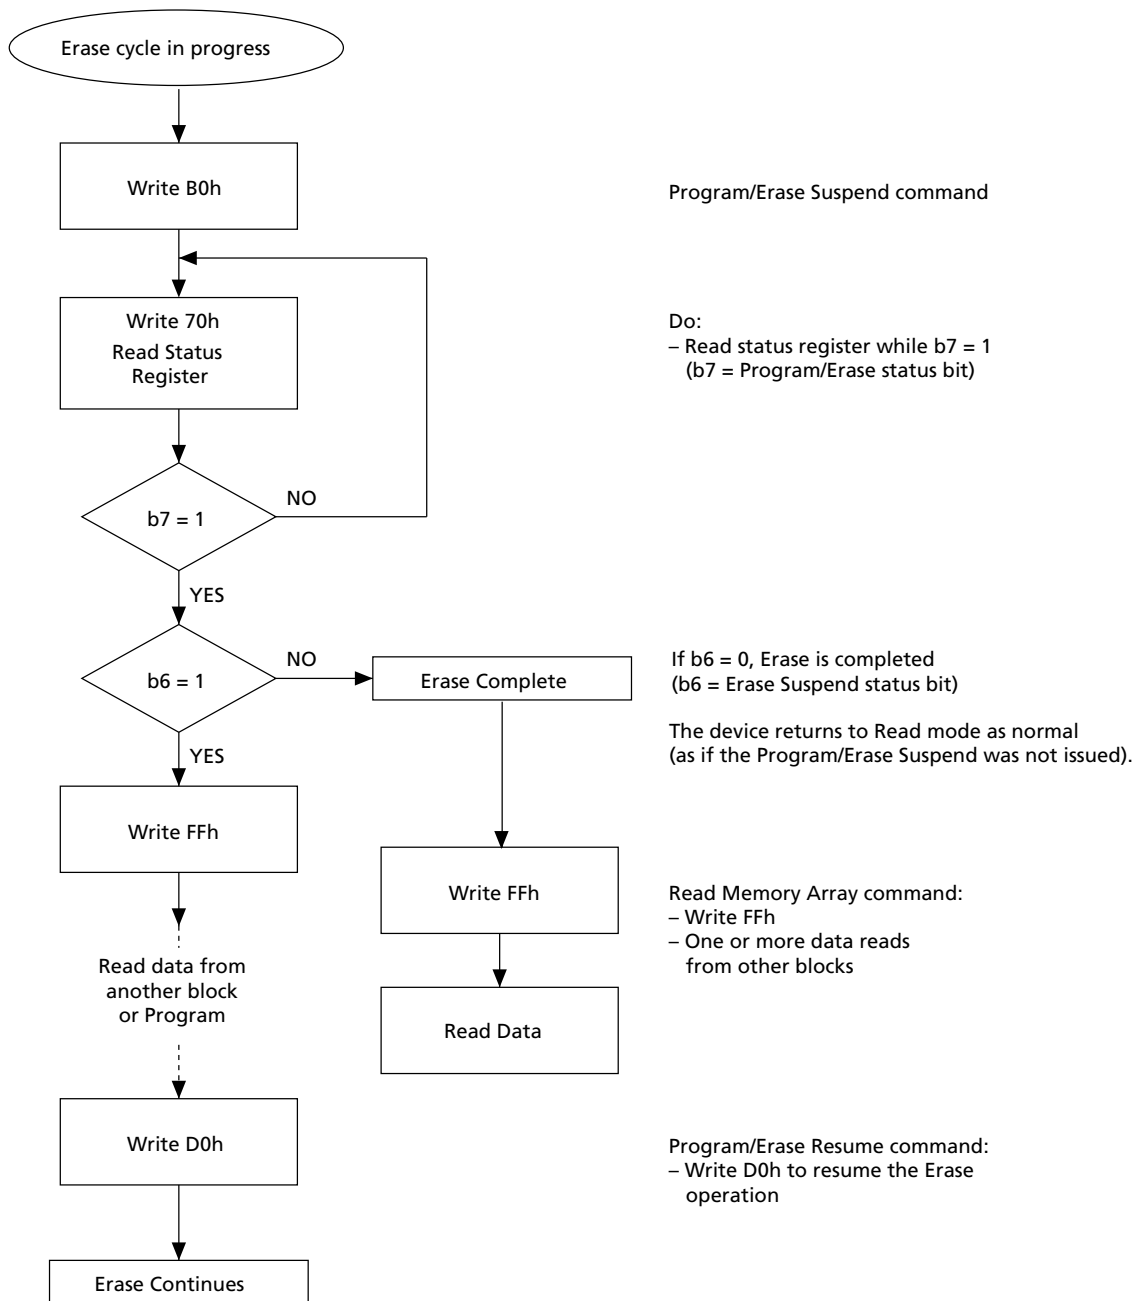 Erase cycle in progress
Write B0h
Program/Erase Suspend command
Write 70h
Read Status
Register
Do:
– Read status register while b7 = 1
(b7 = Program/Erase status bit)
b7 = 1
NO
YES
b6 = 1
NO
Erase Complete
If b6 = 0, Erase is completed
(b6 = Erase Suspend status bit)
The device returns to Read mode as normal
(as if the Program/Erase Suspend was not issued).
YES
Write FFh
Write FFh
Read Memory Array command:
– Write FFh
– One or more data reads
from other blocks
Read data from
another block
or Program
Read Data
Write D0h
Program/Erase Resume command:
– Write D0h to resume the Erase
operation
Erase Continues